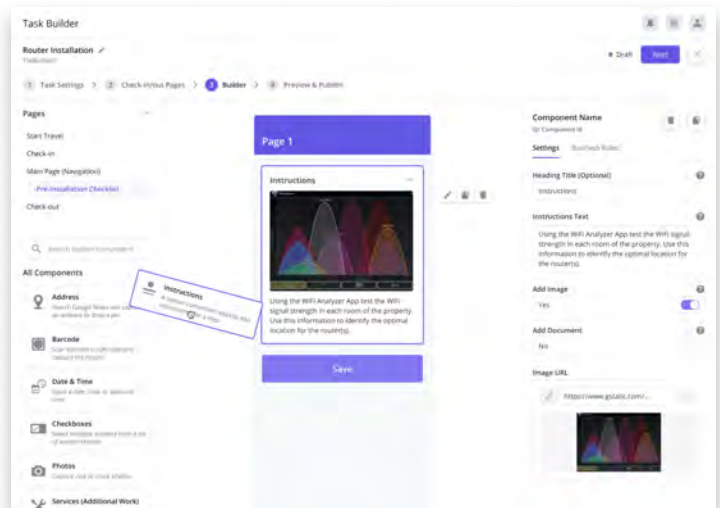 Task Builder
Router Installation
Draft
Next
1 Task Settings > 2 Check-in/out Pages > 3 Builder > 4 Preview & Publish
Pages
Start Travel
Check-in
Main Page (Navigation)
Pre-Installation Checklist
Check-out
All Components
Address
Barcode
Date & Time
Checkboxes
Photos
Services (Additional Work)
Instructions
Page 1
Instructions
Using the WiFi Analyzer App test the WiFi
signal strength in each room of the property.
Use this information to identify the optimal
location for the router(s).
Save
Component Name
Settings
Business Rules
Heading Title (Optional)
Instructions
Instructions Text
Using the WiFi Analyzer App test the WiFi signal
strength in each room of the property. Use this
information to identify the optimal location for
the router(s).
Add Image
Yes
Add Document
No
Image URL
https://www.gstatic.com/...